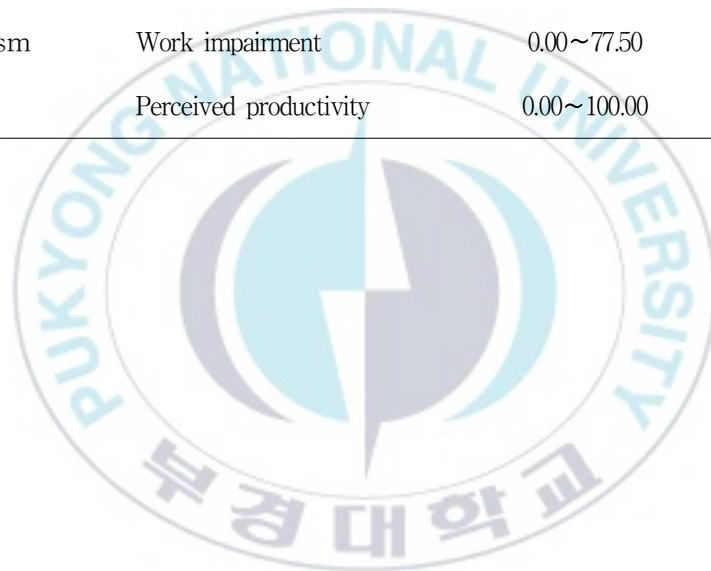 sm Work impairment 0.00~77.50
Perceived productivity 0.00~100.00
PUKYONG NATIONAL UNIVERSITY
부경대학교